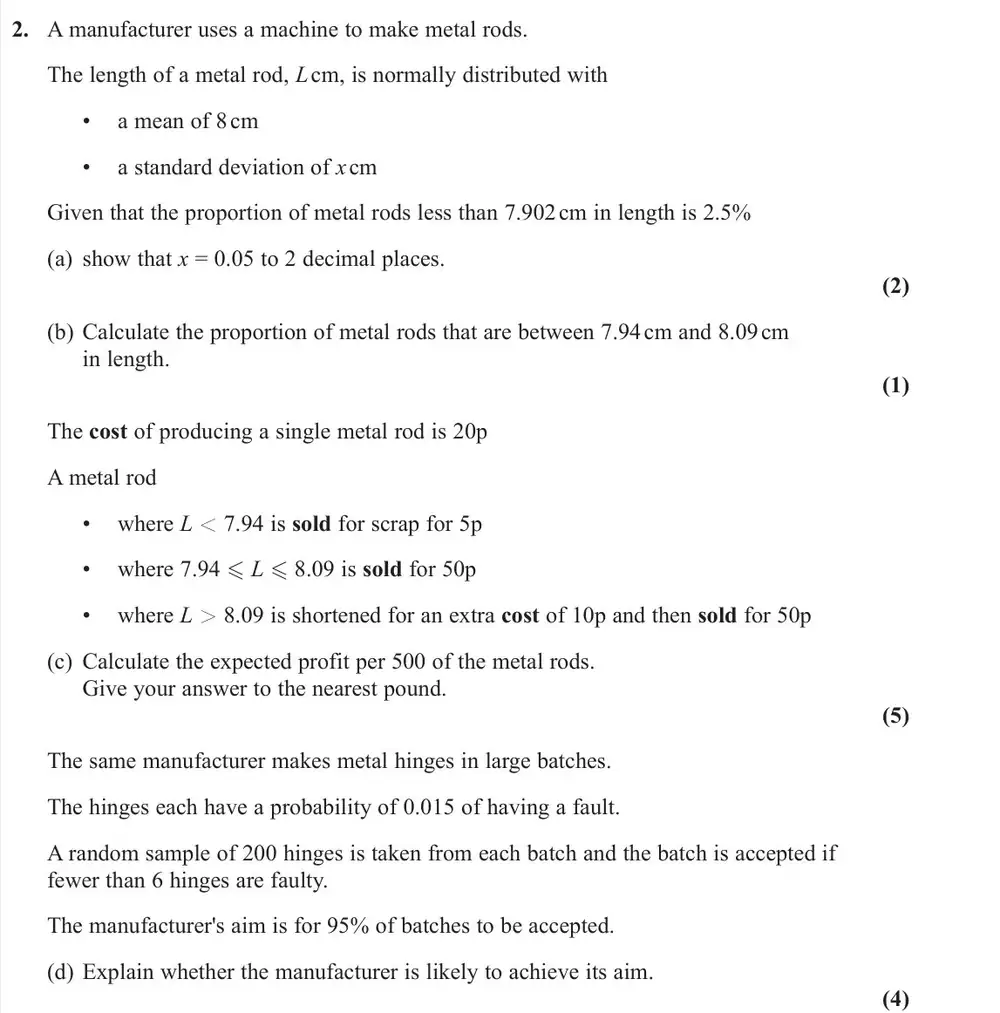 2. A manufacturer uses a machine to make metal rods.
The length of a metal rod, L cm, is normally distributed with
• a mean of 8 cm
• a standard deviation of x cm
Given that the proportion of metal rods less than 7.902 cm in length is 2.5%
(a) show that x = 0.05 to 2 decimal places.
(2)
(b) Calculate the proportion of metal rods that are between 7.94 cm and 8.09 cm
in length.
(1)
The cost of producing a single metal rod is 20p
A metal rod
• where L < 7.94 is sold for scrap for 5p
• where 7.94 ⩽ L ⩽ 8.09 is sold for 50p
• where L > 8.09 is shortened for an extra cost of 10p and then sold for 50p
(c) Calculate the expected profit per 500 of the metal rods.
Give your answer to the nearest pound.
(5)
The same manufacturer makes metal hinges in large batches.
The hinges each have a probability of 0.015 of having a fault.
A random sample of 200 hinges is taken from each batch and the batch is accepted if
fewer than 6 hinges are faulty.
The manufacturer's aim is for 95% of batches to be accepted.
(d) Explain whether the manufacturer is likely to achieve its aim.
(4)